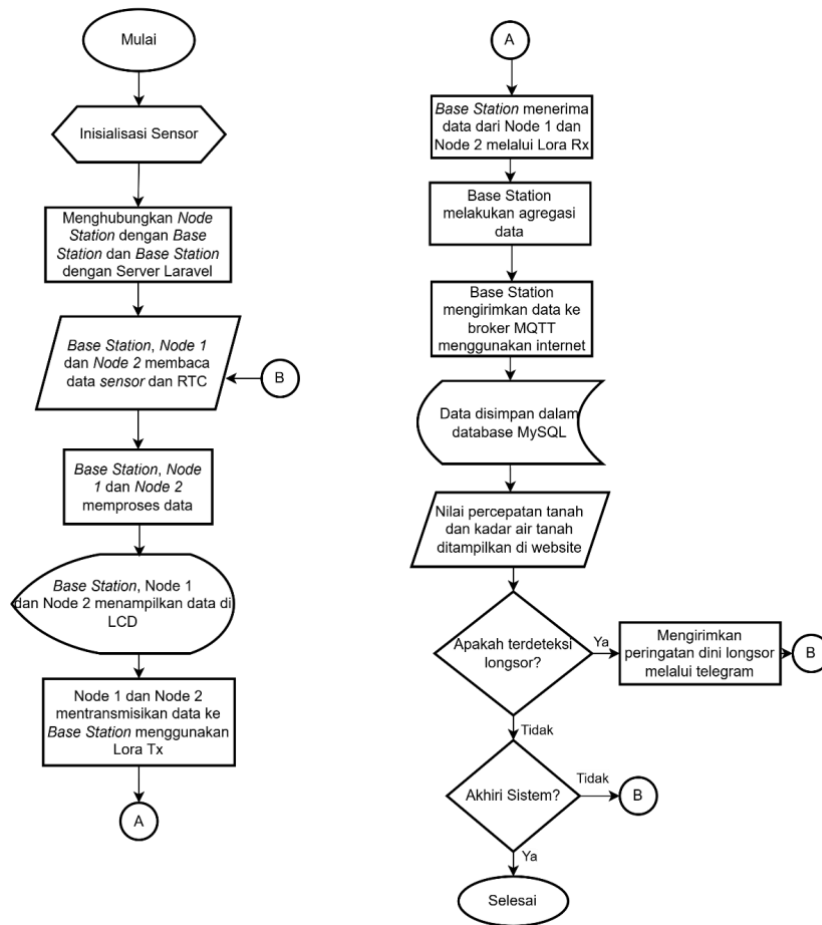 Mulai
Inisialisasi Sensor
Menghubungkan Node
Station dengan Base
Station dan Base Station
dengan Server Laravel
Base Station, Node 1
dan Node 2 membaca
data sensor dan RTC
B
Base Station, Node
1 dan Node 2
memproses data
Base Station, Node 1
dan Node 2 menampilkan data di
LCD
Node 1 dan Node 2
mentransmisikan data ke
Base Station menggunakan
Lora Tx
A
A
Base Station menerima
data dari Node 1 dan
Node 2 melalui Lora Rx
Base Station
melakukan agregasi
data
Base Station
mengirimkan data ke
broker MQTT
menggunakan internet
Data disimpan dalam
database MySQL
Nilai percepatan tanah
dan kadar air tanah
ditampilkan di website
Apakah terdeteksi
longsor?
Ya
Mengirimkan
peringatan dini longsor
melalui telegram
B
Tidak
Akhiri Sistem?
Tidak
B
Ya
Selesai